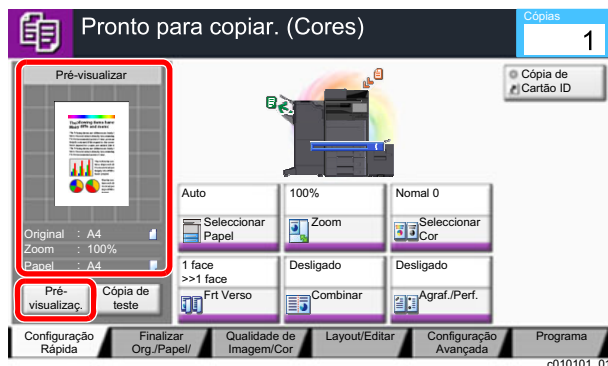 Pronto para copiar. (Cores)
Cópias
1
Pré-visualizar
Original : A4
Zoom : 100%
Papel : A4
Pré-
visualizaç.
Cópia de
teste
Cópia de
Cartão ID
Auto
Seleccionar
Papel
100%
Zoom
Nomal 0
Seleccionar
Cor
1 face
>>1 face
Frt Verso
Desligado
Combinar
Desligado
Agraf./Perf.
Configuração
Rápida
Finalizar
Org./Papel/
Qualidade de
Imagem/Cor
Layout/Editar
Configuração
Avançada
Programa